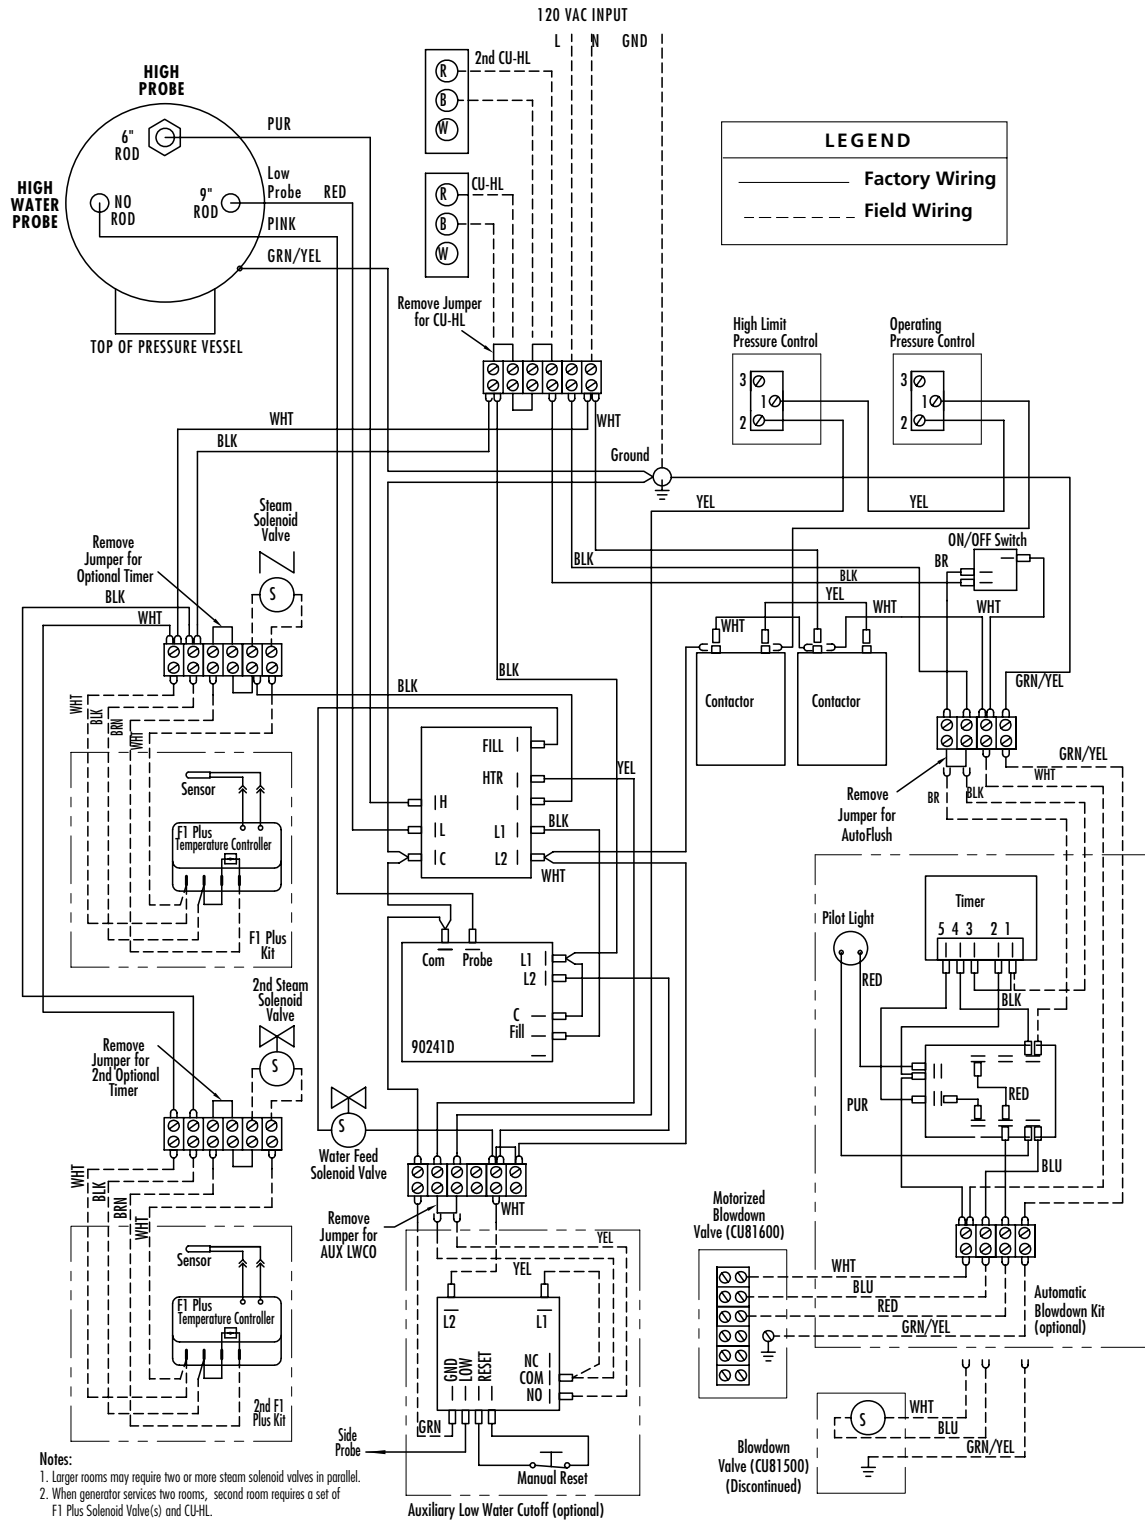 120 VAC INPUT
L N GND
2nd CU-HL
R
B
W
CU-HL
R
B
W
HIGH
PROBE
6"
ROD
PUR
Low
Probe RED
HIGH
WATER
PROBE
NO
ROD
9"
ROD
PINK
GRN/YEL
TOP OF PRESSURE VESSEL
LEGEND
Factory Wiring
Field Wiring
Remove Jumper
for CU-HL
High Limit
Pressure Control
3
1
2
Operating
Pressure Control
3
1
2
WHT
BLK
WHT
Ground
YEL
YEL
Steam
Solenoid
Valve
S
Remove
Jumper for
Optional Timer
BLK
WHT
ON/OFF Switch
BR
BLK
BLK
YEL
WHT
WHT
WHT
GRN/YEL
BLK
BLK
Contactor
Contactor
WHT
BLK
BRN
WHT
Sensor
F1 Plus
Temperature Controller
F1 Plus
Kit
FILL
HTR
YEL
H
L
C
L1
L2
BLK
WHT
GRN/YEL
WHT
BR
BLK
Remove
Jumper for
AutoFlush
Com Probe
L1
L2
C
Fill
90241D
Timer
5 4 3 2 1
Pilot Light
RED
BLK
RED
PUR
BLU
2nd Steam
Solenoid
Valve
S
Remove
Jumper for
2nd Optional
Timer
S
Water Feed
Solenoid Valve
WHT
BLK
BRN
WHT
Sensor
F1 Plus
Temperature Controller
2nd F1
Plus Kit
Remove
Jumper for
AUX LWCO
WHT
YEL
YEL
L2
L1
GND
LOW
RESET
NC
COM
NO
GRN
Side
Probe
Manual Reset
Auxiliary Low Water Cutoff (optional)
Motorized
Blowdown
Valve (CU81600)
WHT
BLU
RED
GRN/YEL
Automatic
Blowdown Kit
(optional)
S
WHT
BLU
GRN/YEL
Blowdown
Valve (CU81500)
(Discontinued)
Notes:
1. Larger rooms may require two or more steam solenoid valves in parallel.
2. When generator services two rooms, second room requires a set of
F1 Plus Solenoid Valve(s) and CU-HL.